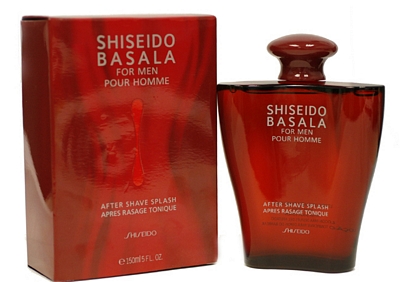 SHISEIDO
BASALA
FOR MEN
POUR HOMME
AFTER SHAVE SPLASH
APRES RASAGE TONIQUE
SHISEIDO
℮ 150ml 5 FL. OZ.
SHISEIDO
BASALA
FOR MEN
POUR HOMME
AFTER SHAVE SPLASH
APRES RASAGE TONIQUE
SHISEIDO